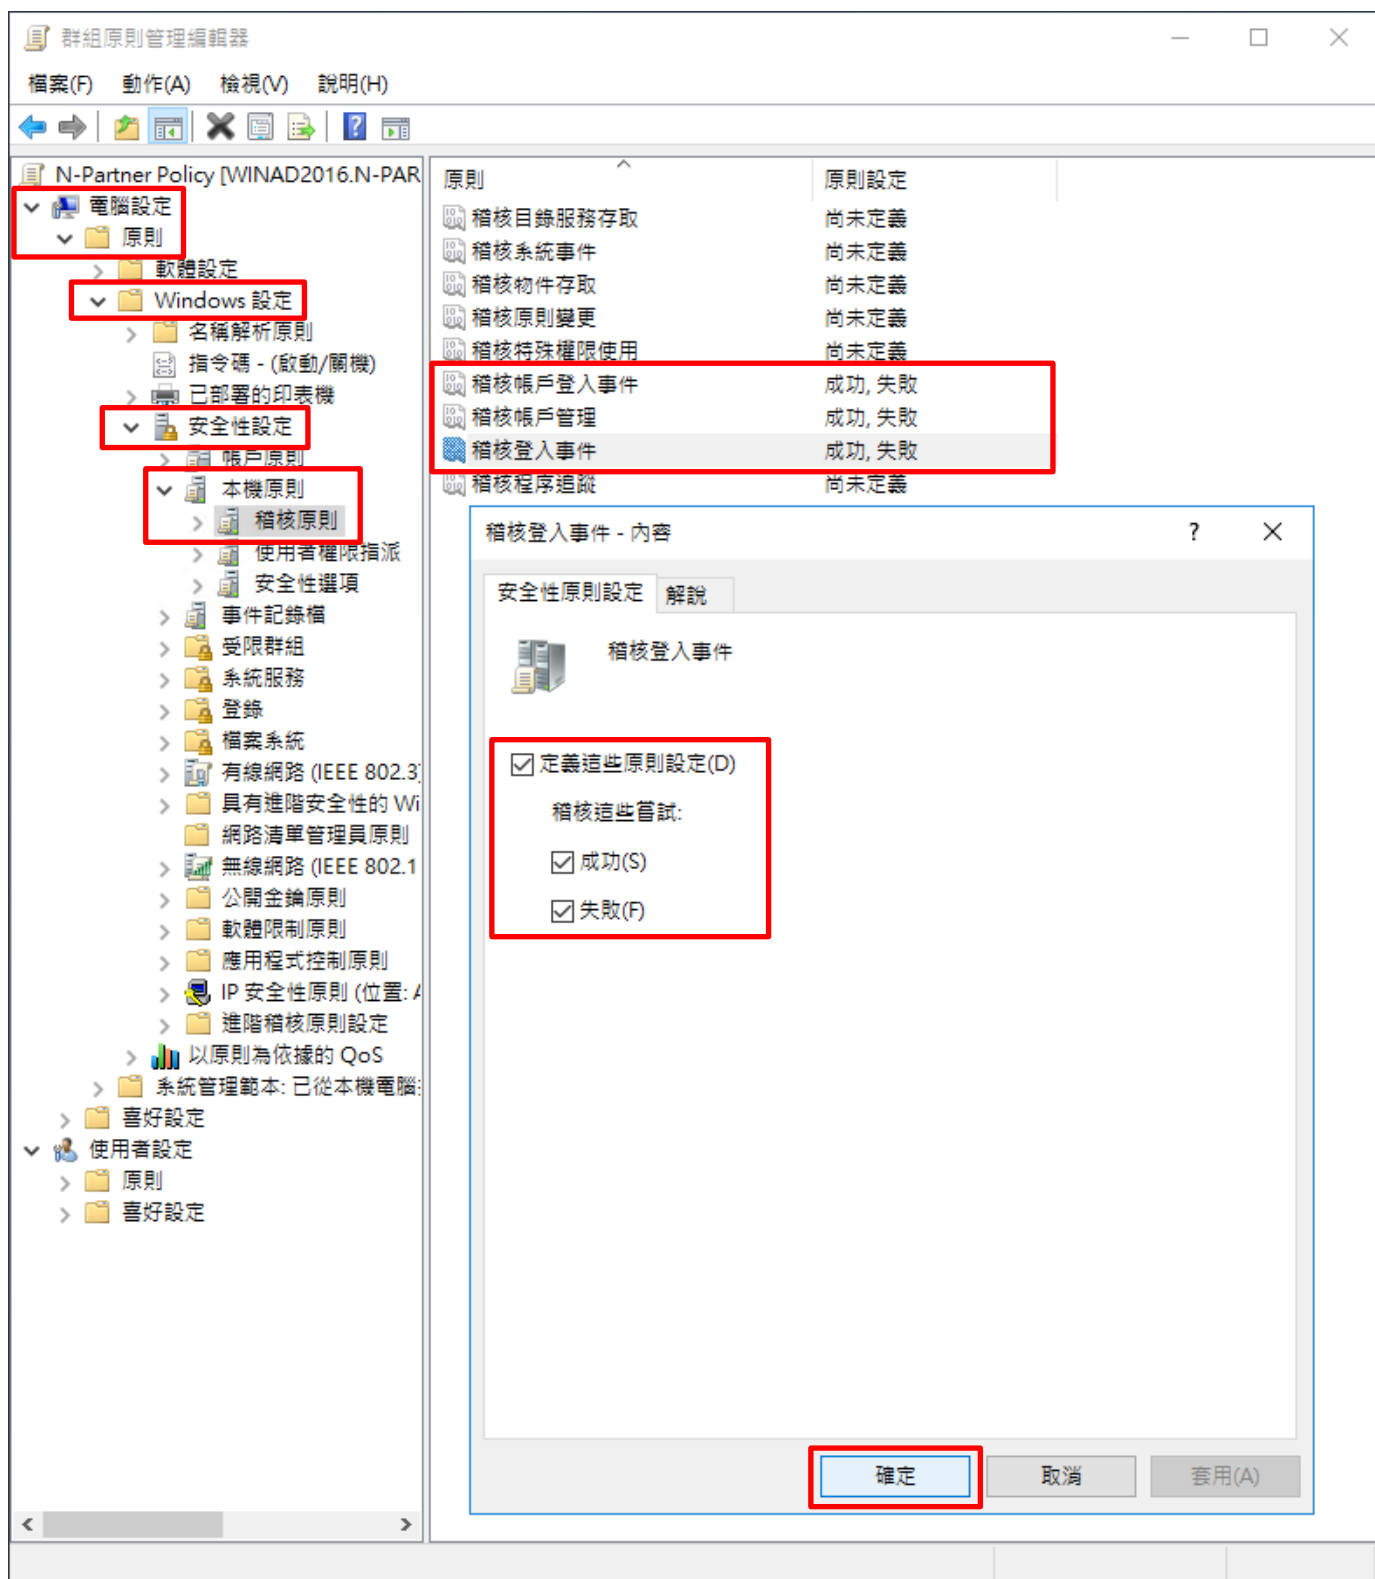 群組原則管理編輯器
檔案(F) 動作(A) 檢視(V) 說明(H)
N-Partner Policy [WINAD2016.N-PAR
電腦設定
原則
軟體設定
Windows 設定
名稱解析原則
指令碼 - (啟動/關機)
已部署的印表機
安全性設定
帳戶原則
本機原則
稽核原則
使用者權限指派
安全性選項
事件記錄檔
受限群組
系統服務
登錄
檔案系統
有線網路 (IEEE 802.3)
具有進階安全性的 Wi
網路清單管理員原則
無線網路 (IEEE 802.1
公開金鑰原則
軟體限制原則
應用程式控制原則
IP 安全性原則 (位置: A
進階稽核原則設定
以原則為依據的 QoS
系統管理範本: 已從本機電腦
喜好設定
使用者設定
原則
喜好設定
原則 原則設定
稽核目錄服務存取 尚未定義
稽核系統事件 尚未定義
稽核物件存取 尚未定義
稽核原則變更 尚未定義
稽核特殊權限使用 尚未定義
稽核帳戶登入事件 成功, 失敗
稽核帳戶管理 成功, 失敗
稽核登入事件 成功, 失敗
稽核程序追蹤 尚未定義
稽核登入事件 - 內容
安全性原則設定 解說
稽核登入事件
定義這些原則設定(D)
稽核這些嘗試:
成功(S)
失敗(F)
確定 取消 套用(A)